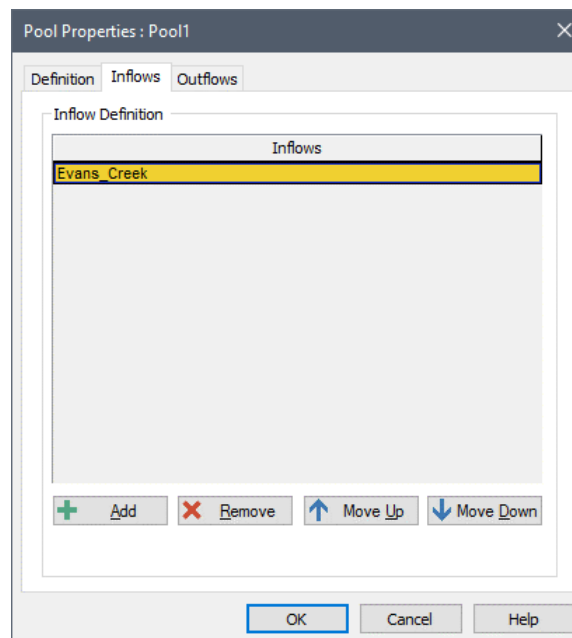 Pool Properties : Pool1
Definition Inflows Outflows
Inflow Definition
Inflows
Evans_Creek
Add Remove Move Up Move Down
OK Cancel Help